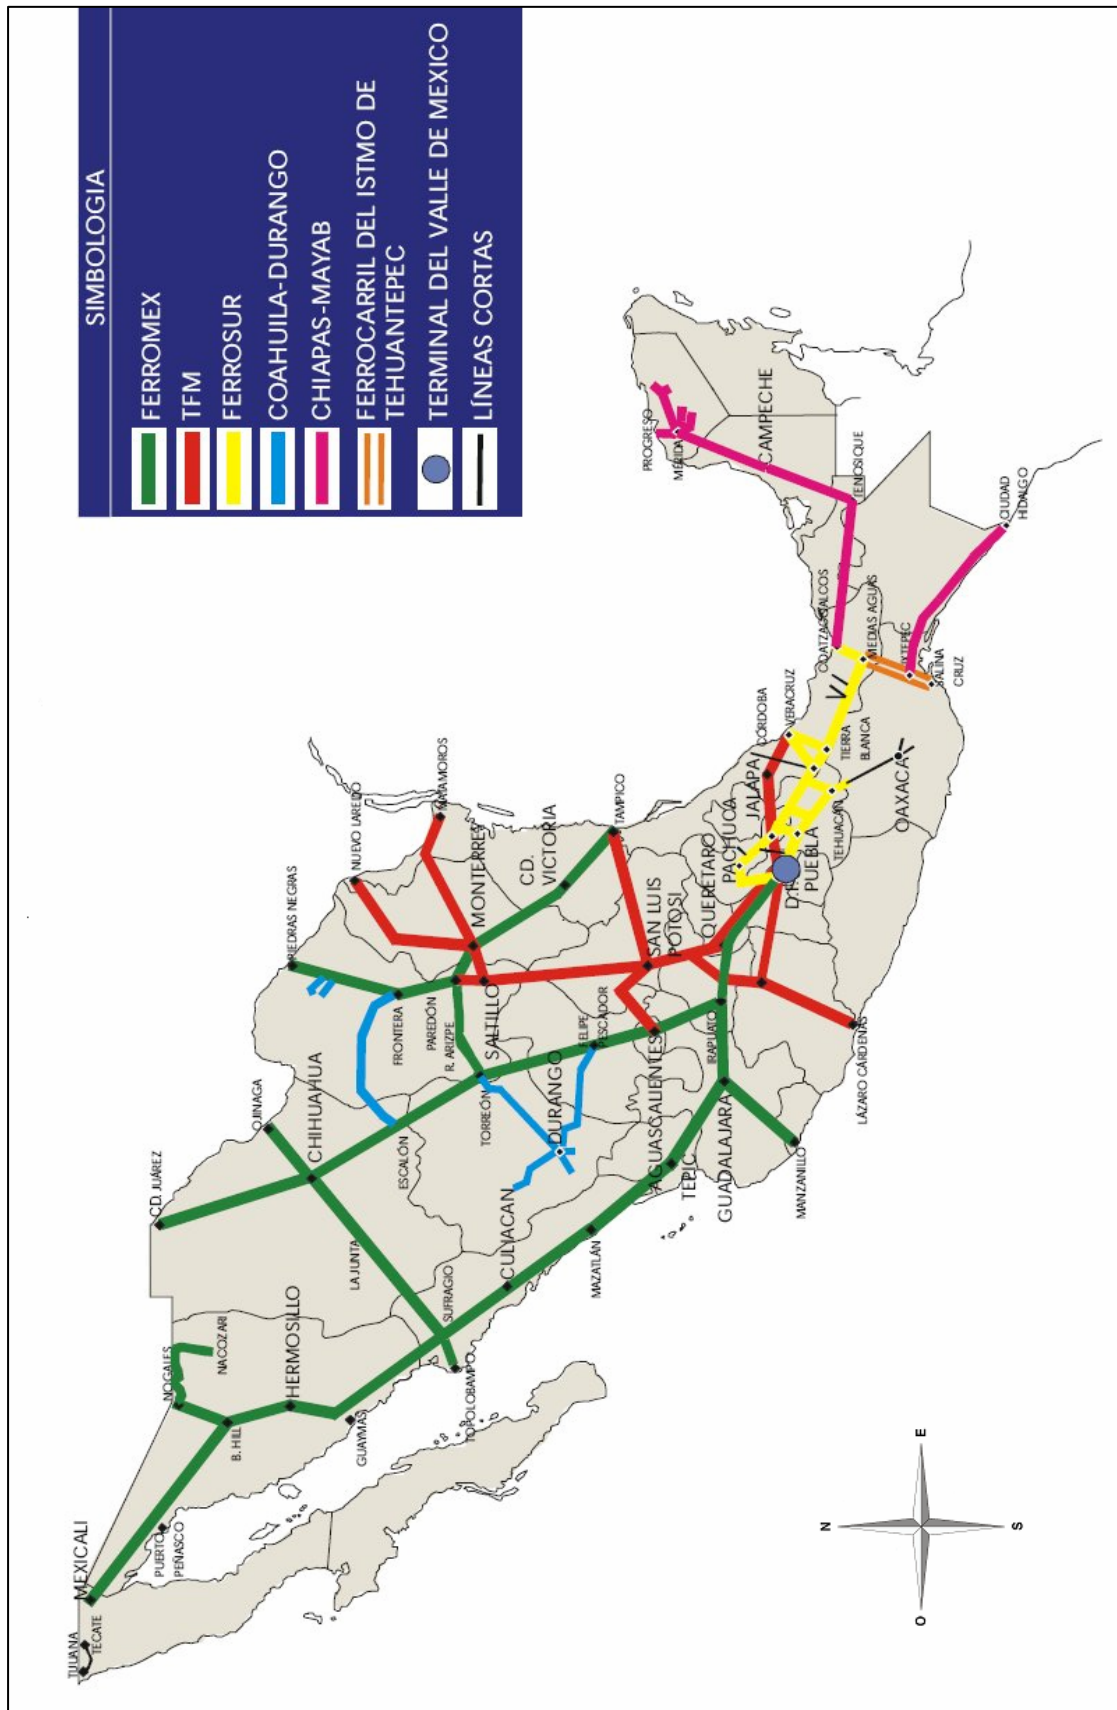 SIMBOLOGIA
FERROMEX
TFM
FERROSUR
COAHUILA-DURANGO
CHIAPAS-MAYAB
FERROCARRIL DEL ISTMO DE
TEHUANTEPEC
TERMINAL DEL VALLE DE MEXICO
LÍNEAS CORTAS
TIJUANA
TECATE
MEXICALI
PUERTO
PEÑASCO
NOGALES
NACOZARI
B. HILL
HERMOSILLO
GUAYMAS
CD. JUÁREZ
OJINAGA
CHIHUAHUA
LA JUNTA
SUFRAGIO
TOPOLOBAMPO
CULIACAN
MAZATLÁN
ESCALÓN
PIEDRAS NEGRAS
FRONTERA
NUEVO LAREDO
MATAMOROS
MONTERREY
PAREDÓN
R. ARIZPE
SALTILLO
TORREÓN
DURANGO
FELIPE
PESCADOR
CD.
VICTORIA
TAMPICO
SAN LUIS
POTOSI
AGUASCALIENTES
TEPIC
GUADALAJARA
IRAPUATO
MANZANILLO
LÁZARO CÁRDENAS
QUERETARO
PACHUCA
JALAPA
CÓRDOBA
VERACRUZ
D.F.
PUEBLA
TEHUACAN
TIERRA
BLANCA
OAXACA
COATZACOALCOS
MEDIAS AGUAS
IXTEPEC
SALINA
CRUZ
CIUDAD
HIDALGO
TENOSIQUE
CAMPECHE
MÉRIDA
PROGRESO
N
E
S
O